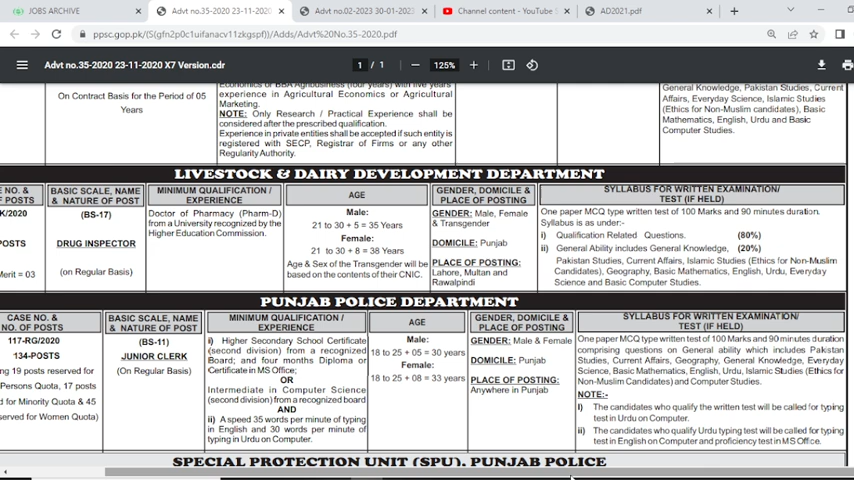 JOBS ARCHIVE
Advt no.35-2020 23-11-2020
Advt no.02-2023 30-01-2023
Channel content - YouTube
AD2021.pdf
ppsc.gop.pk/(S(gfn2p0c1uifanacv11zkgspf))/Adds/Advt%20No.35-2020.pdf
Advt no.35-2020 23-11-2020 X7 Version.cdr
1 / 1
125%
On Contract Basis for the Period of 05
Years
Economics or BBA Agribusiness (four years) with five years
experience in Agricultural Economics or Agricultural
Marketing.
NOTE: Only Research / Practical Experience shall be
considered after the prescribed qualification.
Experience in private entities shall be accepted if such entity is
registered with SECP, Registrar of Firms or any other
Regularity Authority.
General Knowledge, Pakistan Studies, Current
Affairs, Everyday Science, Islamic Studies
(Ethics for Non-Muslim candidates), Basic
Mathematics, English, Urdu and Basic
Computer Studies.
LIVESTOCK & DAIRY DEVELOPMENT DEPARTMENT
E NO. &
POSTS
BASIC SCALE, NAME
& NATURE OF POST
MINIMUM QUALIFICATION /
EXPERIENCE
AGE
GENDER, DOMICILE &
PLACE OF POSTING
SYLLABUS FOR WRITTEN EXAMINATION/
TEST (IF HELD)
K/2020
POSTS
Merit = 03
(BS-17)
DRUG INSPECTOR
(on Regular Basis)
Doctor of Pharmacy (Pharm-D)
from a University recognized by the
Higher Education Commission.
Male:
21 to 30 + 5 = 35 Years
Female:
21 to 30 + 8 = 38 Years
Age & Sex of the Transgender will be
based on the contents of their CNIC.
GENDER: Male, Female
& Transgender
DOMICILE: Punjab
PLACE OF POSTING:
Lahore, Multan and
Rawalpindi
One paper MCQ type written test of 100 Marks and 90 minutes duration.
Syllabus is as under:-
i) Qualification Related Questions. (80%)
ii) General Ability includes General Knowledge, (20%)
Pakistan Studies, Current Affairs, Islamic Studies (Ethics for Non-Muslim
Candidates), Geography, Basic Mathematics, English, Urdu, Everyday
Science and Basic Computer Studies.
PUNJAB POLICE DEPARTMENT
CASE NO. &
NO. OF POSTS
BASIC SCALE, NAME
& NATURE OF POST
MINIMUM QUALIFICATION /
EXPERIENCE
AGE
GENDER, DOMICILE &
PLACE OF POSTING
SYLLABUS FOR WRITTEN EXAMINATION/
TEST (IF HELD)
117-RG/2020
134-POSTS
ng 19 posts reserved for
Persons Quota, 17 posts
d for Minority Quota & 45
served for Women Quota)
(BS-11)
JUNIOR CLERK
(On Regular Basis)
i) Higher Secondary School Certificate
(second division) from a recognized
Board; and four months Diploma or
Certificate in MS Office;
OR
Intermediate in Computer Science
(second division) from a recognized board
AND
ii) A speed 35 words per minute of typing
in English and 30 words per minute of
typing in Urdu on Computer.
Male:
18 to 25 + 05 = 30 years
Female:
18 to 25 + 08 = 33 years
GENDER: Male & Female
DOMICILE: Punjab
PLACE OF POSTING:
Anywhere in Punjab
One paper MCQ type written test of 100 Marks and 90 minutes duration
comprising questions on General ability which includes Pakistan
Studies, Current Affairs, Geography, General Knowledge, Everyday
Science, Basic Mathematics, English, Urdu, Islamic Studies (Ethics for
Non-Muslim Candidates) and Computer Studies.
NOTE:-
I) The candidates who qualify the written test will be called for typing
test in Urdu on Computer.
ii) The candidates who qualify Urdu typing test will be called for typing
test in English on Computer and proficiency test in MS Office.
SPECIAL PROTECTION UNIT (SPU), PUNJAB POLICE